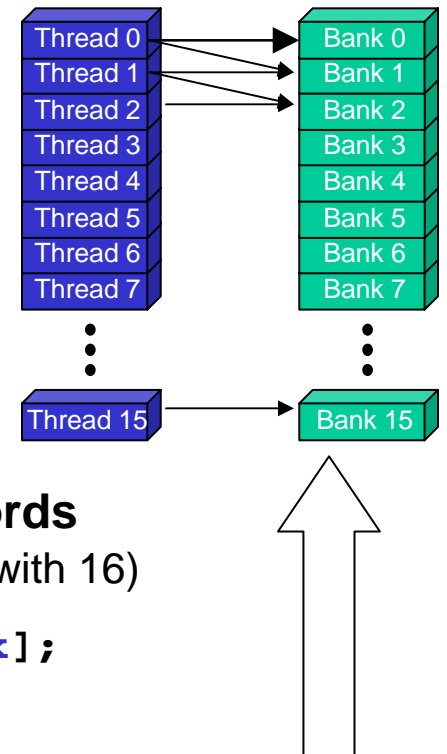 Thread 0 Bank 0
Thread 1 Bank 1
Thread 2 Bank 2
Thread 3 Bank 3
Thread 4 Bank 4
Thread 5 Bank 5
Thread 6 Bank 6
Thread 7 Bank 7
Thread 15 Bank 15
ords
with 16)
];